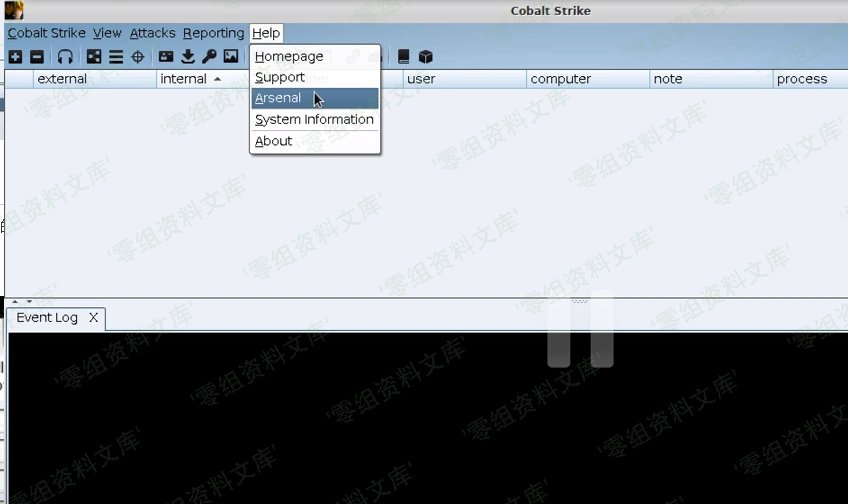 Cobalt Strike
Cobalt Strike View Attacks Reporting Help
Homepage
Support
Arsenal
System Information
About
external internal user computer note process
Event Log X
'零组资料文库'